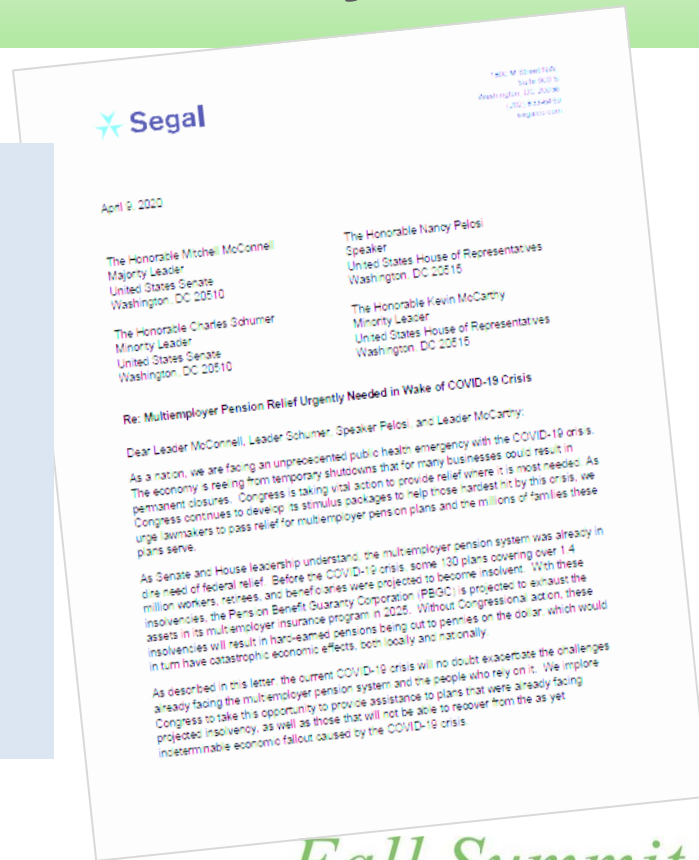 Segal
Washington, DC 20036
segalco.com
April 9, 2020
The Honorable Mitchell McConnell
Majority Leader
United States Senate
Washington, DC 20510
The Honorable Nancy Pelosi
Speaker
United States House of Representatives
Washington, DC 20515
The Honorable Charles Schumer
Minority Leader
United States Senate
Washington, DC 20510
The Honorable Kevin McCarthy
Minority Leader
United States House of Representatives
Washington, DC 20515
Re: Multiemployer Pension Relief Urgently Needed in Wake of COVID-19 Crisis
Dear Leader McConnell, Leader Schumer, Speaker Pelosi, and Leader McCarthy:
As a nation, we are facing an unprecedented public health emergency with the COVID-19 crisis.
The economy is reeling from temporary shutdowns that for many businesses could result in
permanent closures. Congress is taking vital action to provide relief where it is most needed. As
Congress continues to develop its stimulus packages to help those hardest hit by this crisis, we
urge lawmakers to pass relief for multiemployer pension plans and the millions of families these
plans serve.
As Senate and House leadership understand, the multiemployer pension system was already in
dire need of federal relief. Before the COVID-19 crisis, some 130 plans covering over 1.4
million workers, retirees, and beneficiaries were projected to become insolvent. With these
insolvencies, the Pension Benefit Guaranty Corporation (PBGC) is projected to exhaust the
assets in its multiemployer insurance program in 2025. Without Congressional action, these
insolvencies will result in hard-earned pensions being cut to pennies on the dollar, which would
in turn have catastrophic economic effects, both locally and nationally.
As described in this letter, the current COVID-19 crisis will no doubt exacerbate the challenges
already facing the multiemployer pension system and the people who rely on it. We implore
Congress to take this opportunity to provide assistance to plans that were already facing
projected insolvency, as well as those that will not be able to recover from the as yet
indeterminable economic fallout caused by the COVID-19 crisis.
Fall Summit